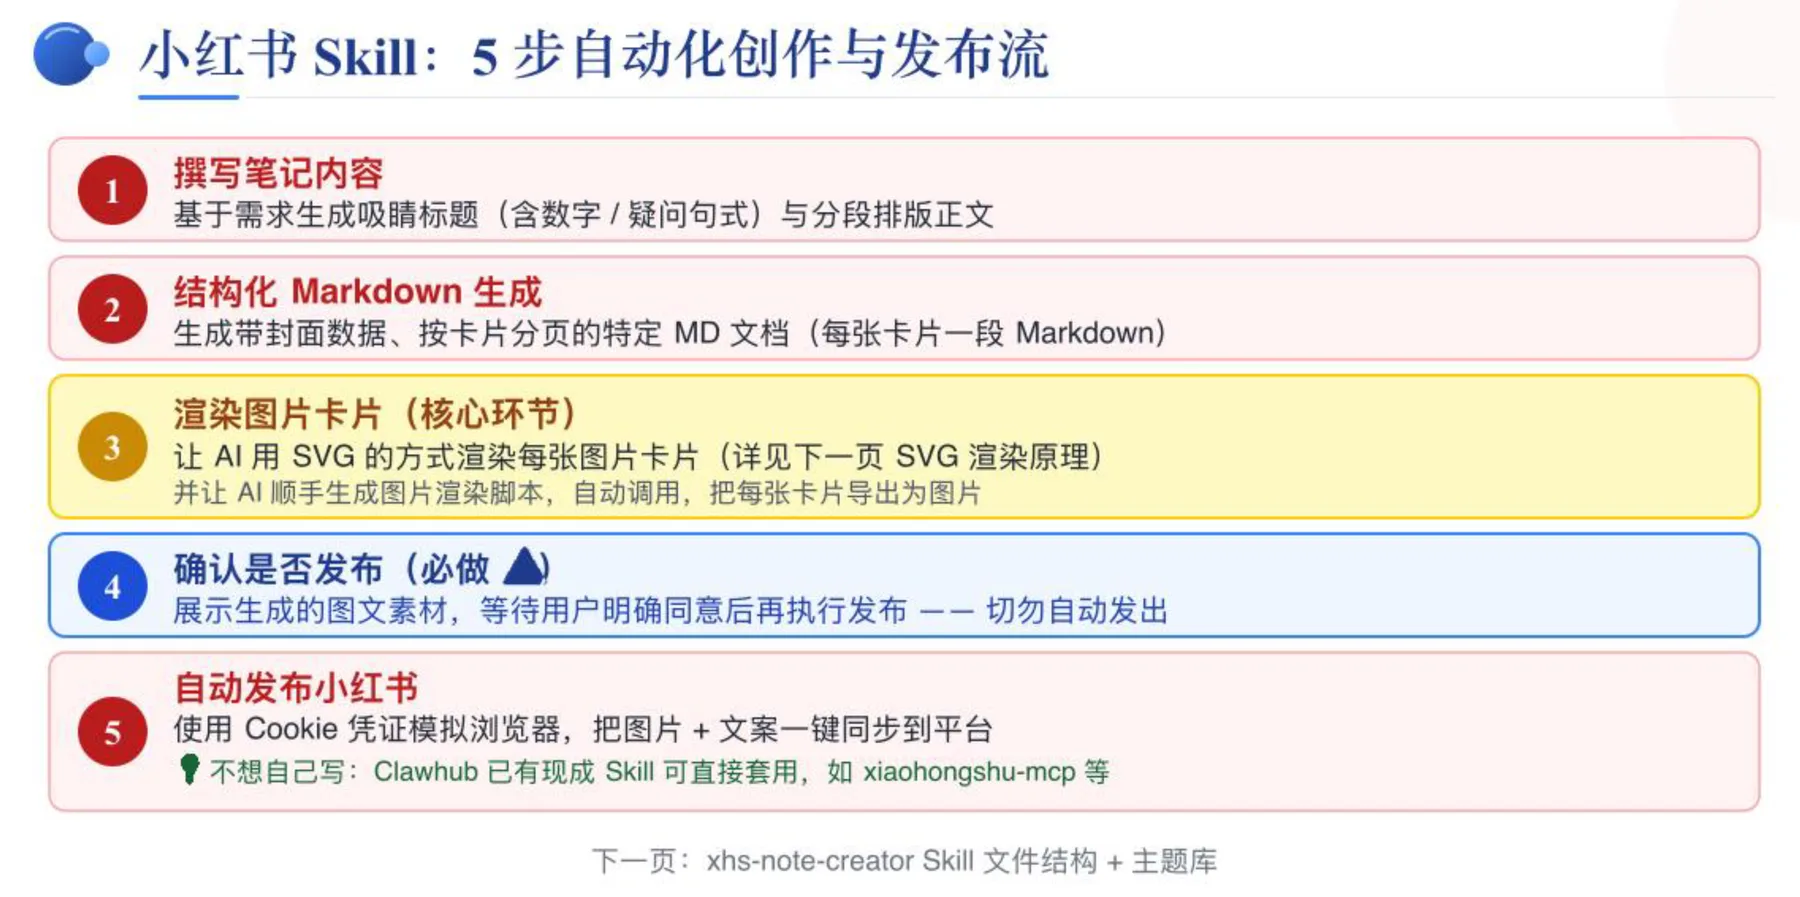 小红书 Skill：5 步自动化创作与发布流
1
撰写笔记内容
基于需求生成吸睛标题（含数字 / 疑问句式）与分段排版正文
2
结构化 Markdown 生成
生成带封面数据、按卡片分页的特定 MD 文档（每张卡片一段 Markdown）
3
渲染图片卡片（核心环节）
让 AI 用 SVG 的方式渲染每张图片卡片（详见下一页 SVG 渲染原理）
并让 AI 顺手生成图片渲染脚本，自动调用，把每张卡片导出为图片
4
确认是否发布（必做 ）
展示生成的图文素材，等待用户明确同意后再执行发布 —— 切勿自动发出
5
自动发布小红书
使用 Cookie 凭证模拟浏览器，把图片 + 文案一键同步到平台
不想自己写：Clawhub 已有现成 Skill 可直接套用，如 xiaohongshu-mcp 等
下一页：xhs-note-creator Skill 文件结构 + 主题库